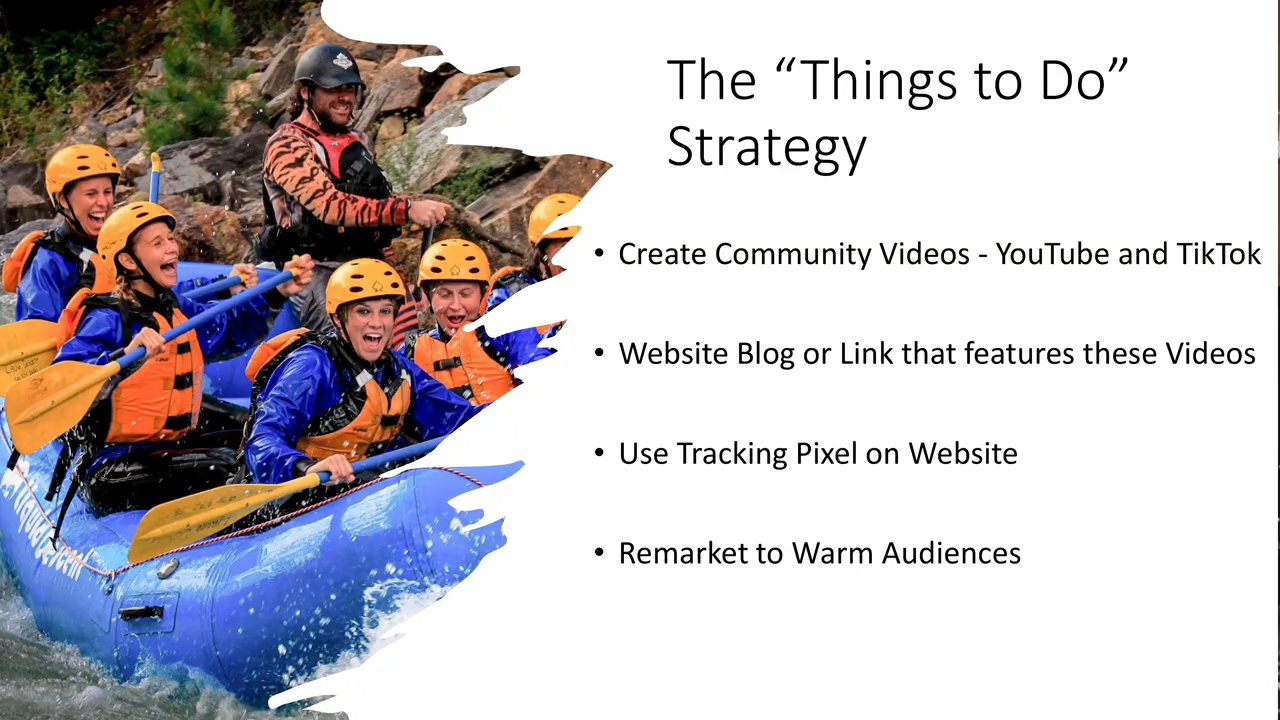 The “Things to Do”
Strategy
• Create Community Videos - YouTube and TikTok
• Website Blog or Link that features these Videos
• Use Tracking Pixel on Website
• Remarket to Warm Audiences